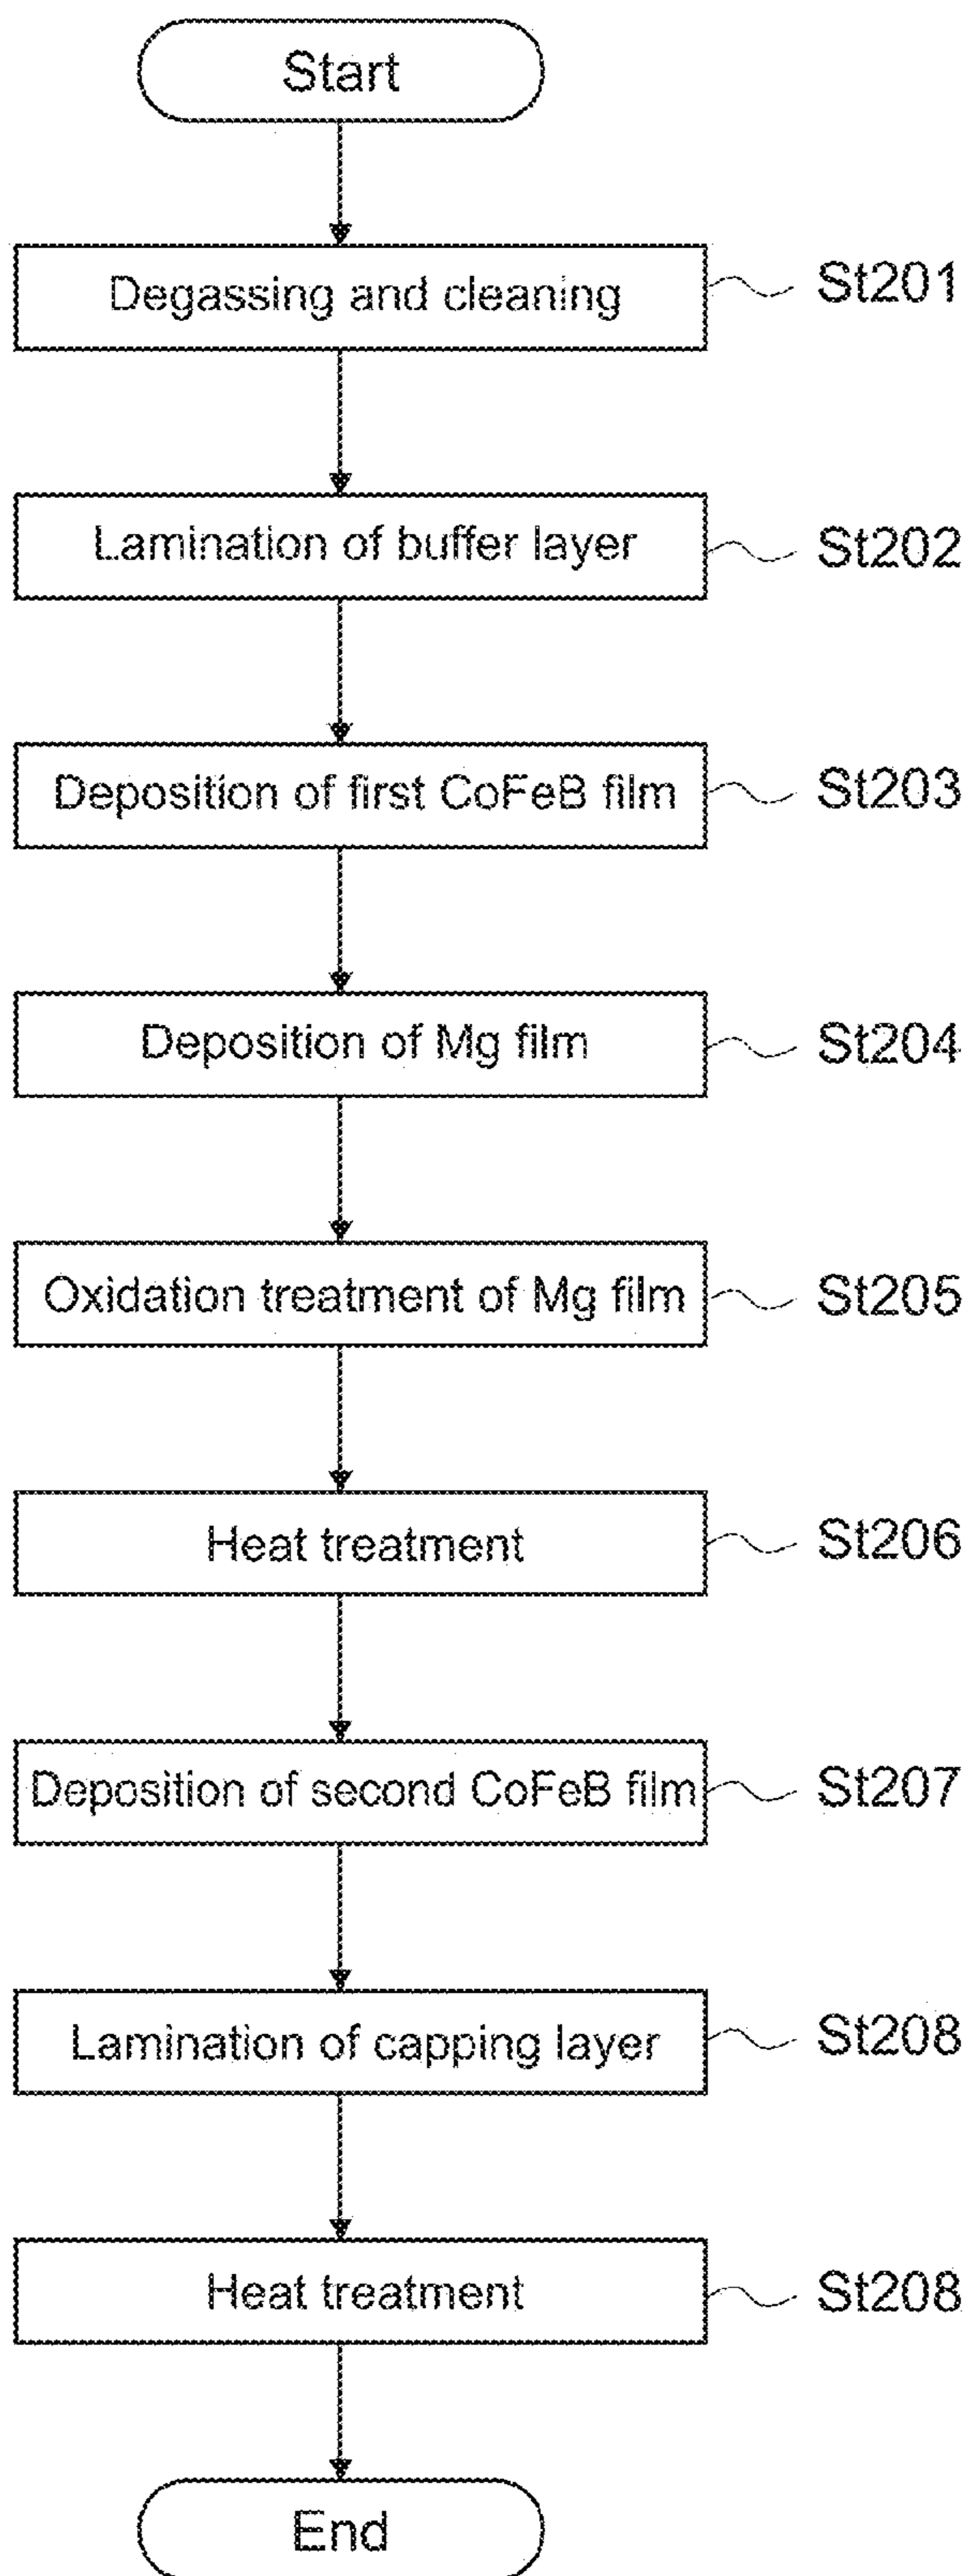 Start
Degassing and cleaning St201
Lamination of buffer layer St202
Deposition of first CoFeB film St203
Deposition of Mg film St204
Oxidation treatment of Mg film St205
Heat treatment St206
Deposition of second CoFeB film St207
Lamination of capping layer St208
Heat treatment St208
End